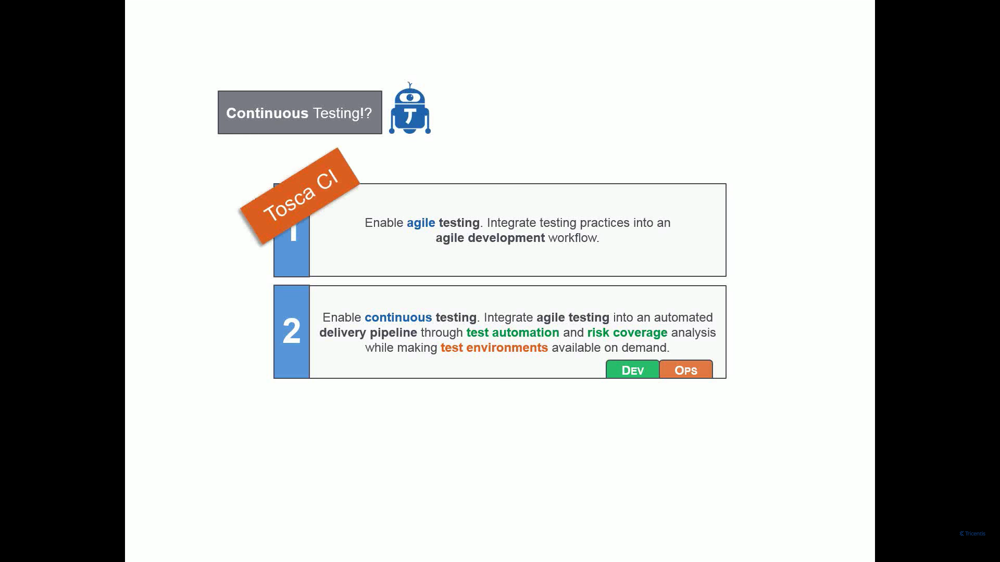 Continuous Testing!?
Tosca CI
1
Enable agile testing. Integrate testing practices into an
agile development workflow.
2
Enable continuous testing. Integrate agile testing into an automated
delivery pipeline through test automation and risk coverage analysis
while making test environments available on demand.
DEV OPS
Tricentis